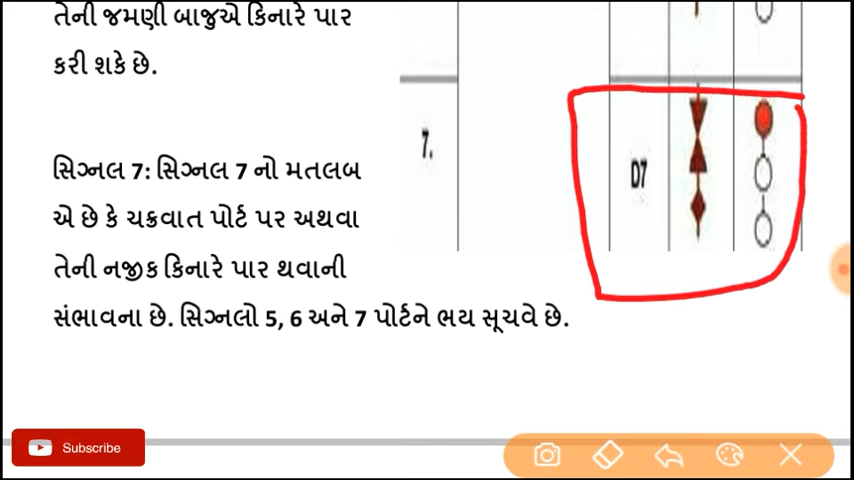 તેની જમણી બાજુએ કિનારે પાર
કરી શકે છે.
સિગ્નલ 7: સિગ્નલ 7 નો મતલબ
એ છે કે ચક્રવાત પોર્ટ પર અથવા
તેની નજીક કિનારે પાર થવાની
સંભાવના છે. સિગ્નલો 5, 6 અને 7 પોર્ટને ભય સૂચવે છે.
7.
D7
Subscribe